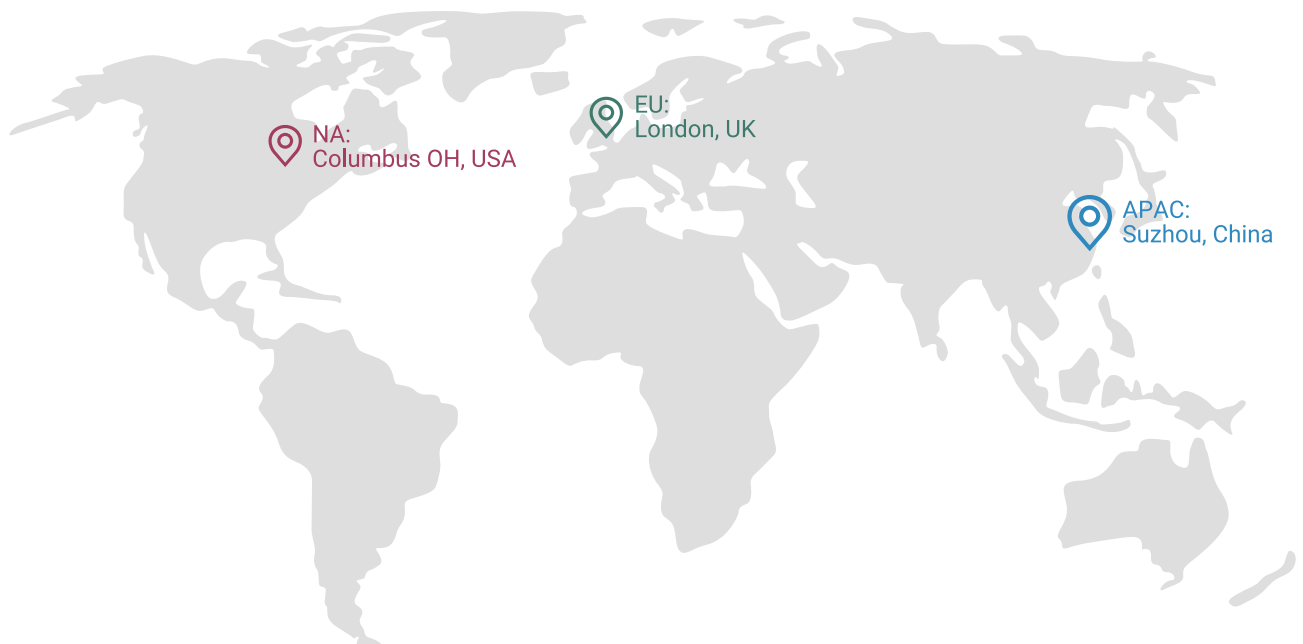 EU:
London, UK
NA:
Columbus OH, USA
APAC:
Suzhou, China